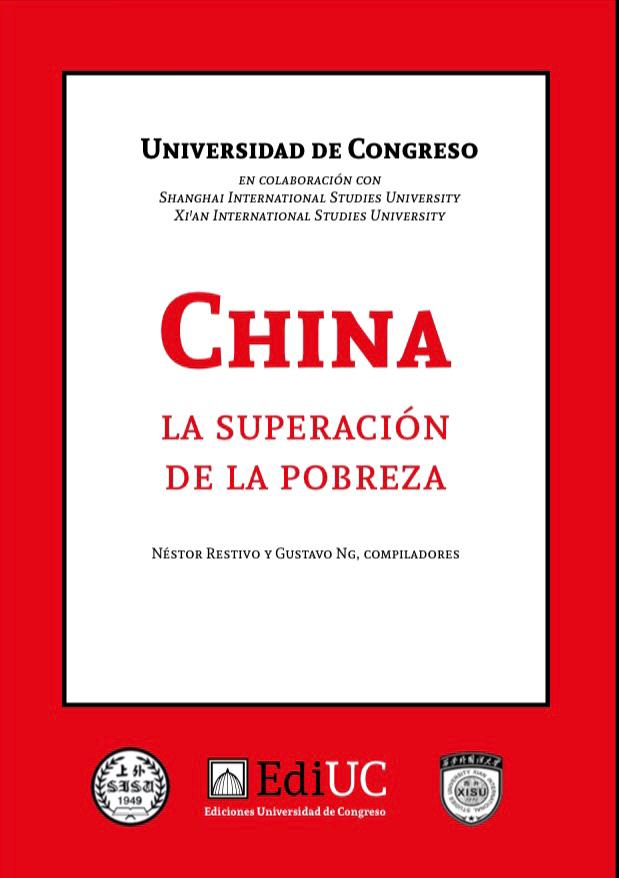 Universidad de Congreso
en colaboración con
Shanghai International Studies University
Xi'an International Studies University
China
la superación
de la pobreza
Néstor Restivo y Gustavo Ng, compiladores
上外
SISU
1949
EdiUC
Ediciones Universidad de Congreso
XISU